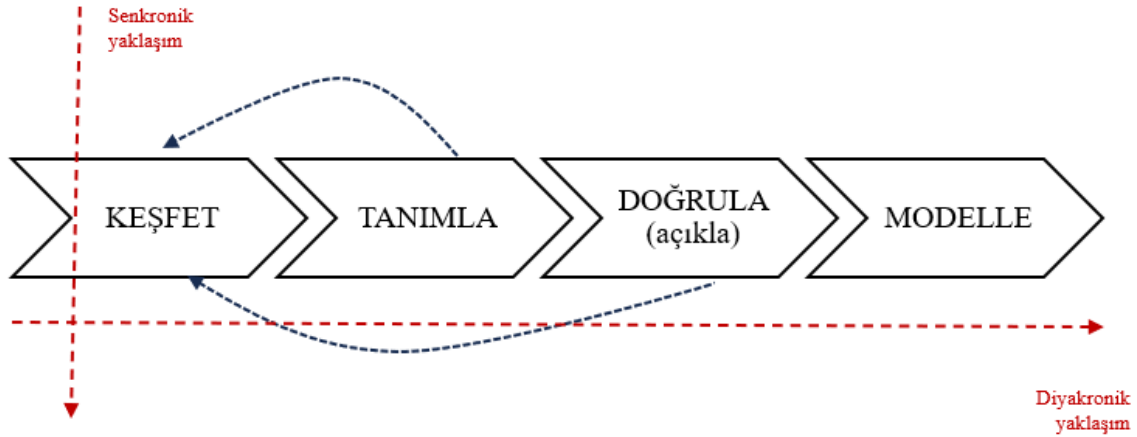 Senkronik
yaklaşım
KEŞFET
TANIMLA
DOĞRULA
(açıkla)
MODELLE
Diyakronik
yaklaşım